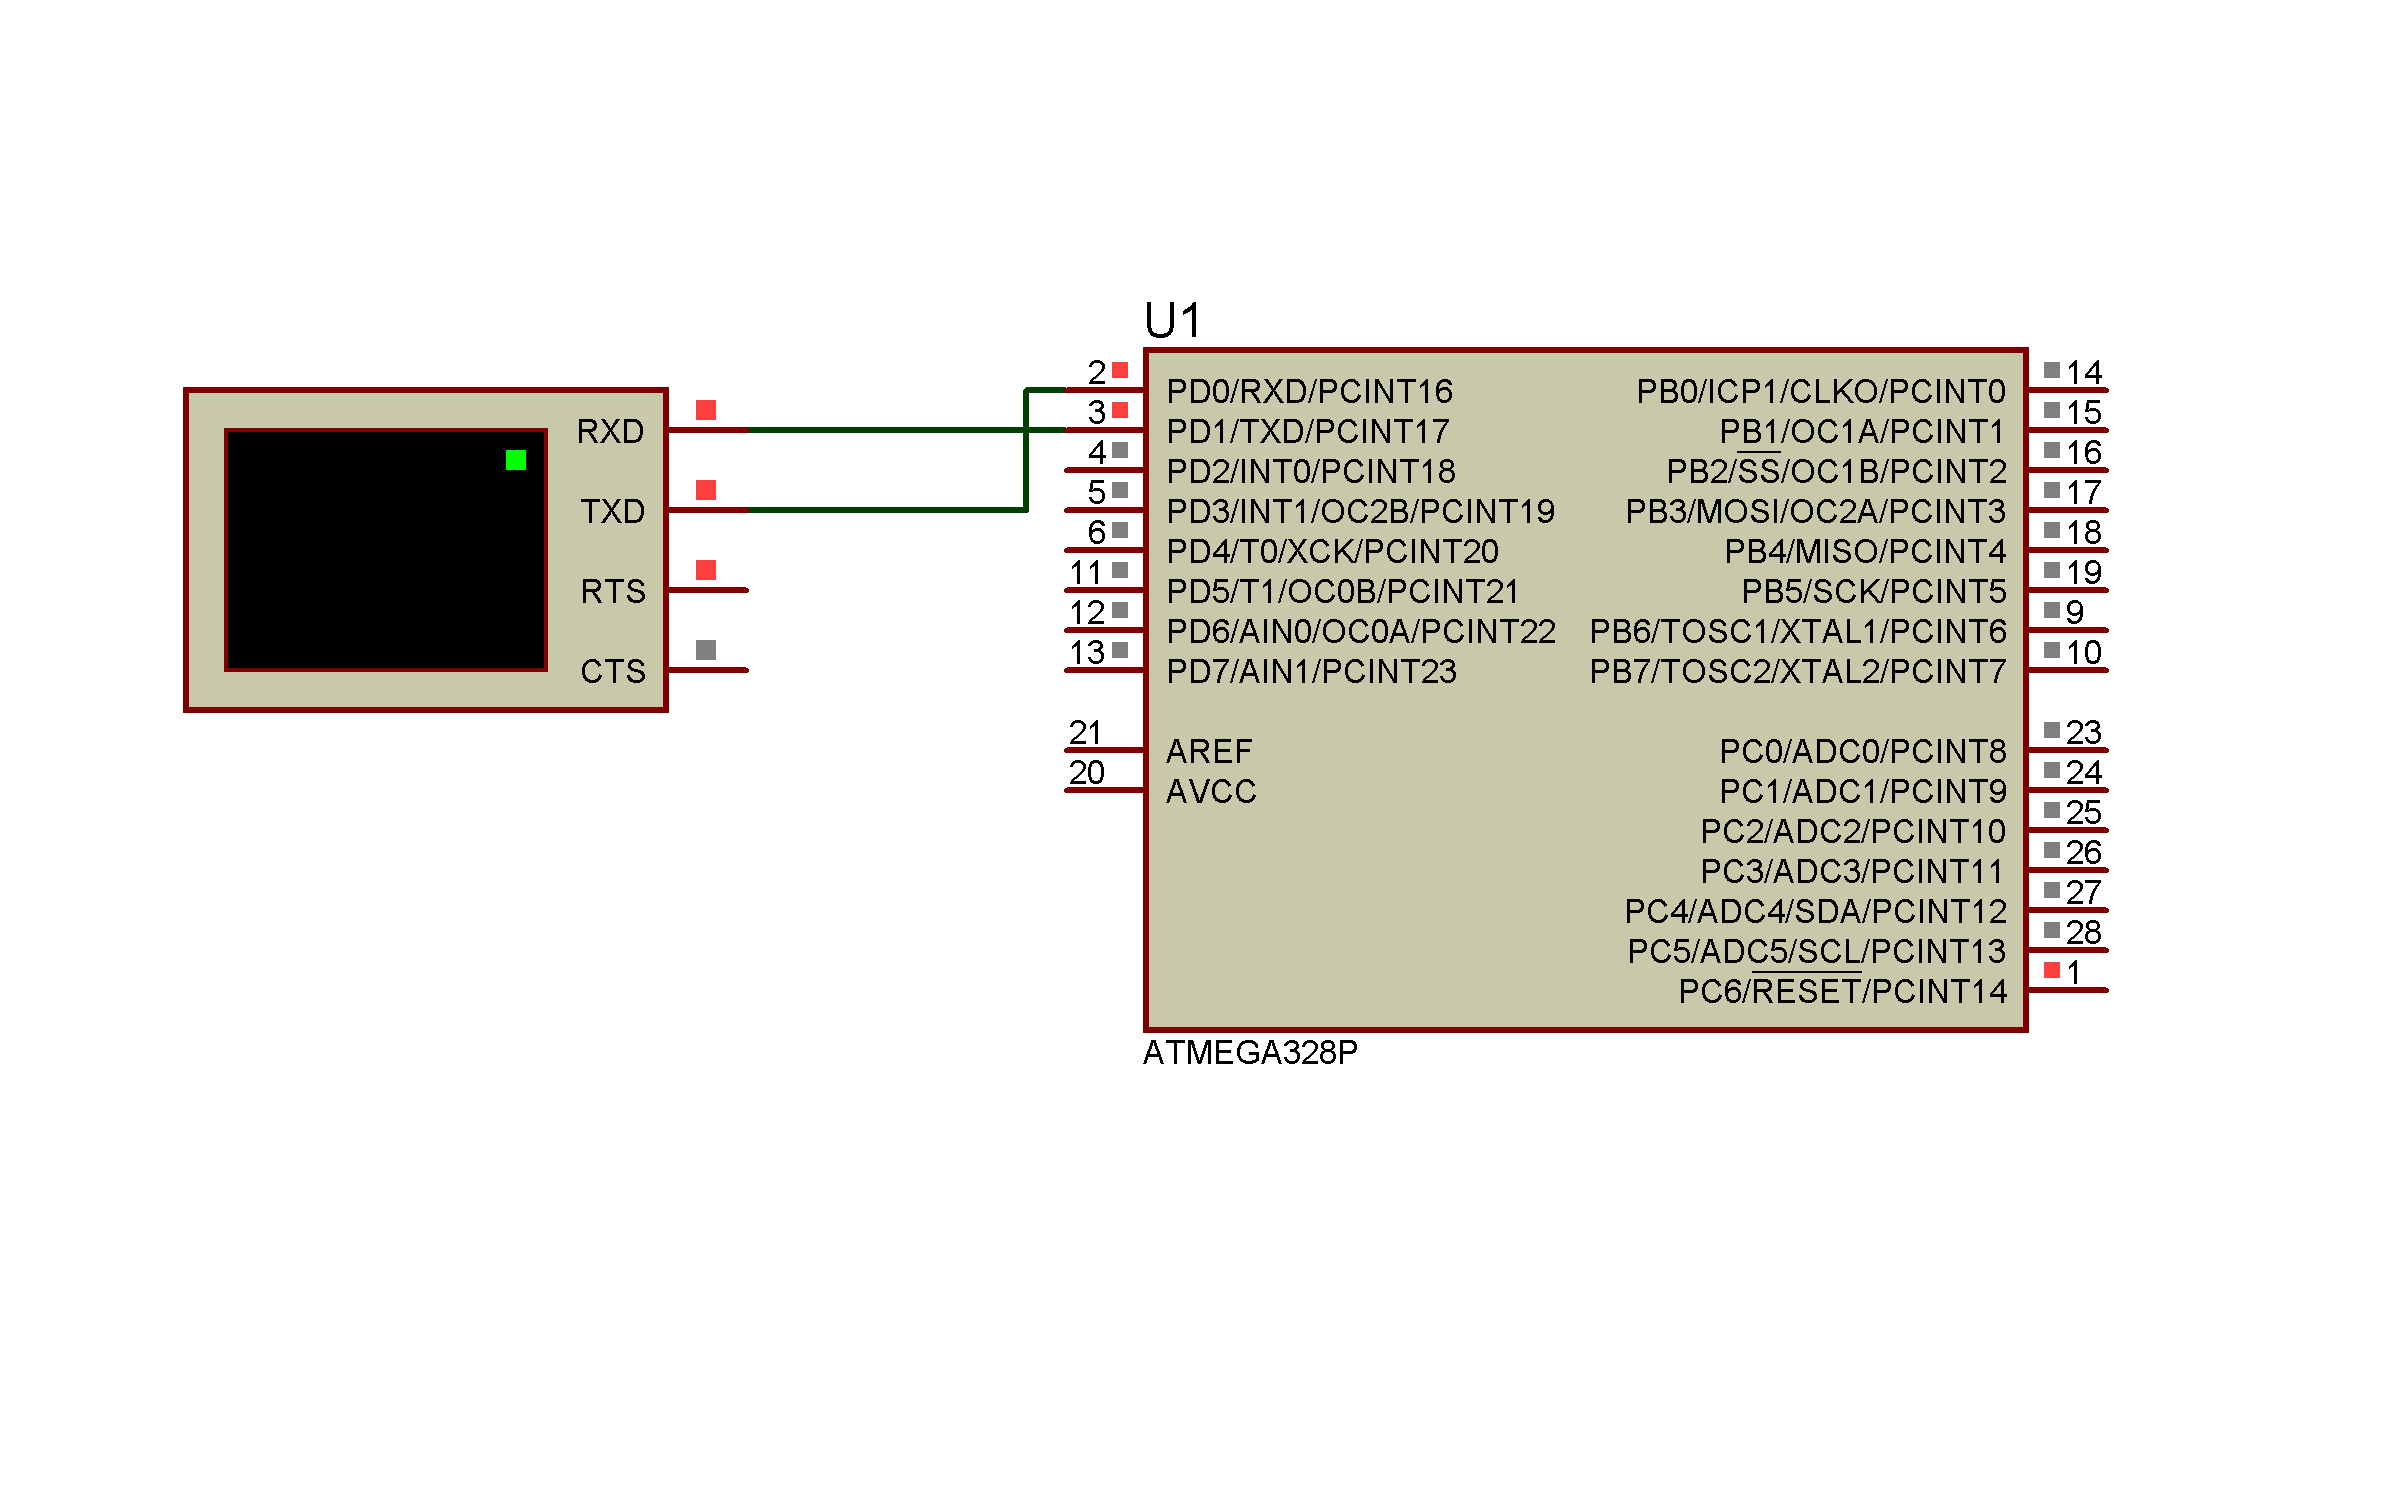 U1
RXD
TXD
RTS
CTS
2 PD0/RXD/PCINT16 PB0/ICP1/CLKO/PCINT0 14
3 PD1/TXD/PCINT17 PB1/OC1A/PCINT1 15
4 PD2/INT0/PCINT18 PB2/SS/OC1B/PCINT2 16
5 PD3/INT1/OC2B/PCINT19 PB3/MOSI/OC2A/PCINT3 17
6 PD4/T0/XCK/PCINT20 PB4/MISO/PCINT4 18
11 PD5/T1/OC0B/PCINT21 PB5/SCK/PCINT5 19
12 PD6/AIN0/OC0A/PCINT22 PB6/TOSC1/XTAL1/PCINT6 9
13 PD7/AIN1/PCINT23 PB7/TOSC2/XTAL2/PCINT7 10
21 AREF PC0/ADC0/PCINT8 23
20 AVCC PC1/ADC1/PCINT9 24
PC2/ADC2/PCINT10 25
PC3/ADC3/PCINT11 26
PC4/ADC4/SDA/PCINT12 27
PC5/ADC5/SCL/PCINT13 28
PC6/RESET/PCINT14 1
ATMEGA328P